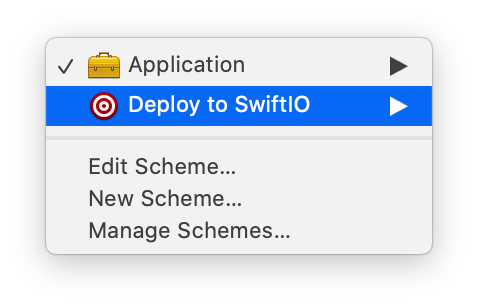 Application
Deploy to SwiftIO
Edit Scheme...
New Scheme...
Manage Schemes...